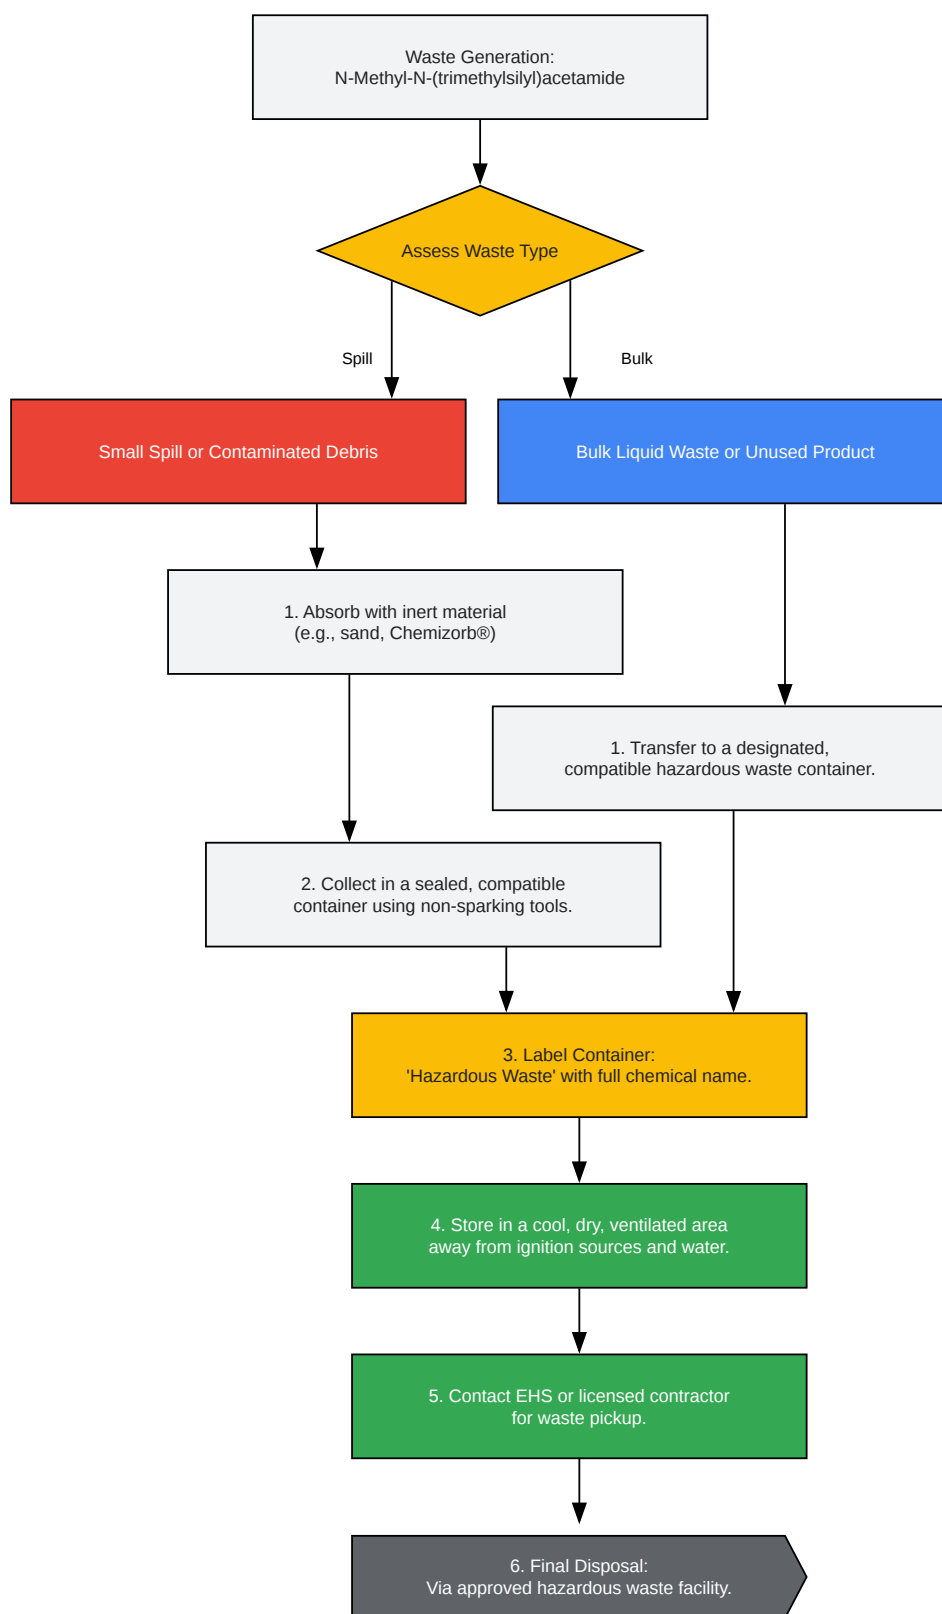 Waste Generation:
N-Methyl-N-(trimethylsilyl)acetamide
Assess Waste Type
Spill
Bulk
Small Spill or Contaminated Debris
Bulk Liquid Waste or Unused Product
1. Absorb with inert material
(e.g., sand, Chemizorb®)
1. Transfer to a designated,
compatible hazardous waste container.
2. Collect in a sealed, compatible
container using non-sparking tools.
3. Label Container:
'Hazardous Waste' with full chemical name.
4. Store in a cool, dry, ventilated area
away from ignition sources and water.
5. Contact EHS or licensed contractor
for waste pickup.
6. Final Disposal:
Via approved hazardous waste facility.